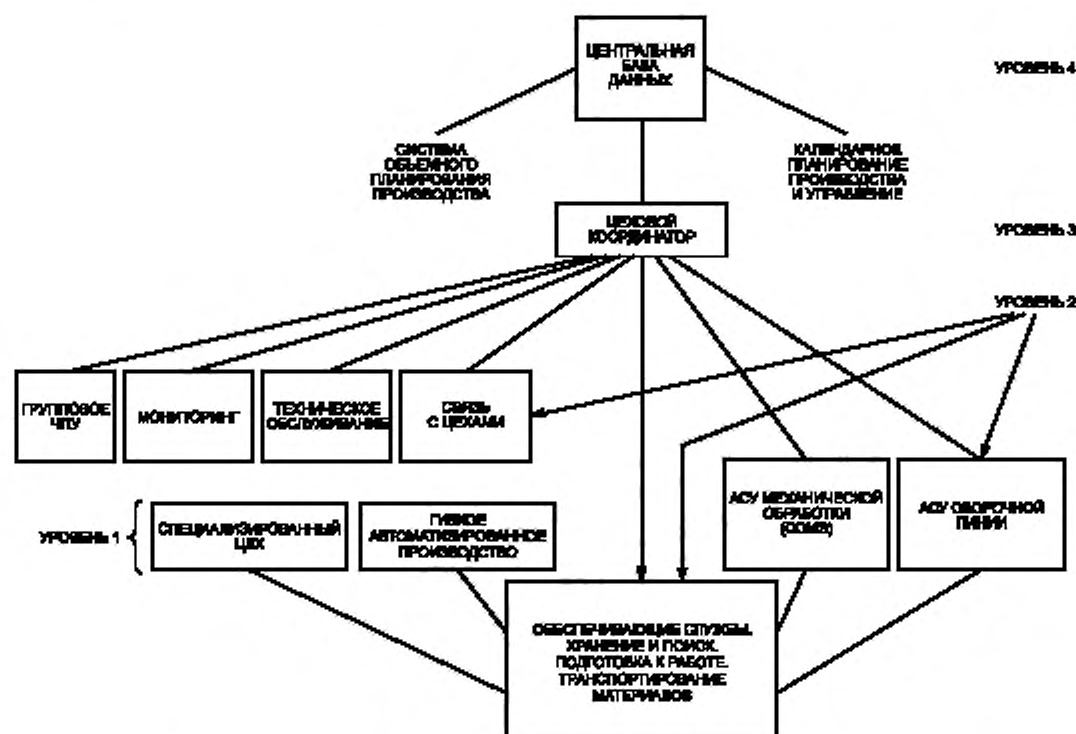 ЦЕНТРАЛЬНАЯ
БАЗА
ДАННЫХ
УРОВЕНЬ 4
СИСТЕМА
ОБЪЕМНОГО
ПЛАНИРОВАНИЯ
ПРОИЗВОДСТВА
КАЛЕНДАРНОЕ
ПЛАНИРОВАНИЕ
ПРОИЗВОДСТВА
И УПРАВЛЕНИЕ
ЦЕХОВОЙ
КООРДИНАТОР
УРОВЕНЬ 3
УРОВЕНЬ 2
ГРУППОВОЕ
ЧПУ
МОНИТОРИНГ
ТЕХНИЧЕСКОЕ
ОБСЛУЖИВАНИЕ
СВЯЗЬ
С ЦЕХАМИ
АСУ МЕХАНИЧЕСКОЙ
ОБРАБОТКИ
АСУ СБОРОЧНОЙ
ЛИНИИ
УРОВЕНЬ 1
СПЕЦИАЛИЗИРОВАННЫЙ
ЦЕХ
ГИБКОЕ
АВТОМАТИЗИРОВАННОЕ
ПРОИЗВОДСТВО
ОБЕСПЕЧИВАЮЩИЕ СЛУЖБЫ.
ХРАНЕНИЕ И ПОИСК.
ПОДГОТОВКА К РАБОТЕ.
ТРАНСПОРТИРОВАНИЕ
МАТЕРИАЛОВ